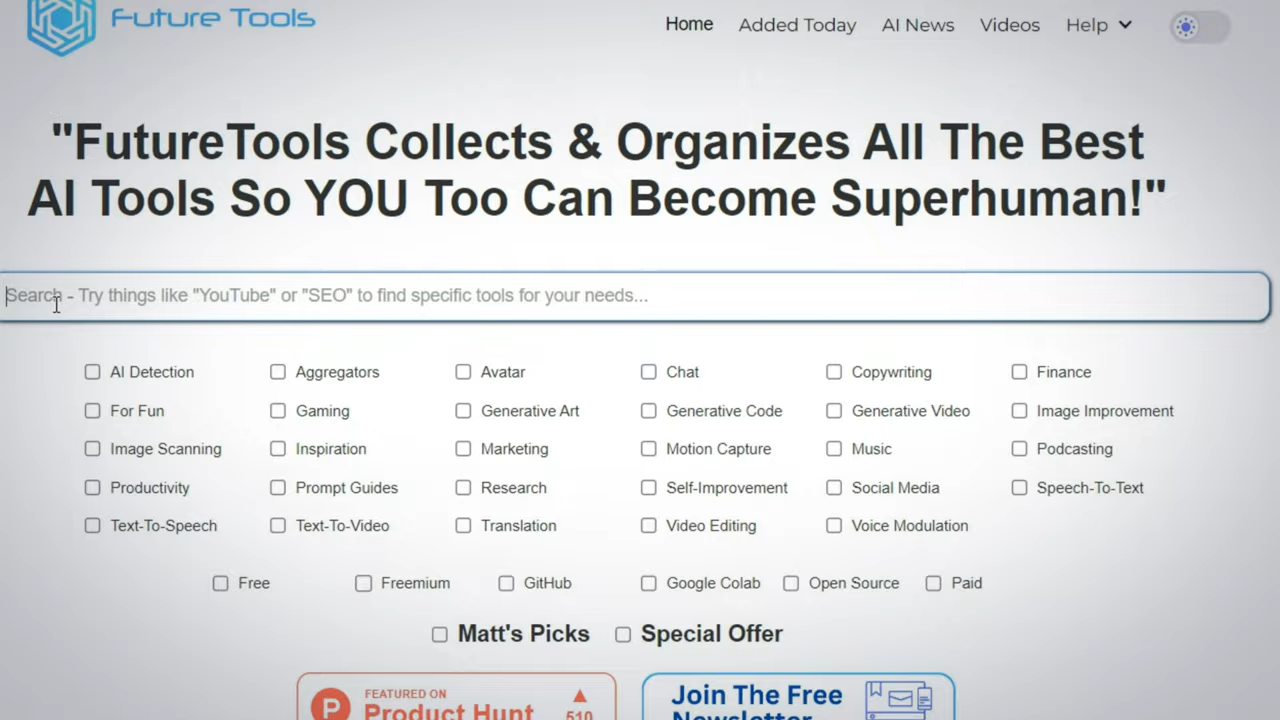 Future Tools
Home Added Today AI News Videos Help
"FutureTools Collects & Organizes All The Best
AI Tools So YOU Too Can Become Superhuman!"
Search - Try things like "YouTube" or "SEO" to find specific tools for your needs...
AI Detection Aggregators Avatar Chat Copywriting Finance
For Fun Gaming Generative Art Generative Code Generative Video Image Improvement
Image Scanning Inspiration Marketing Motion Capture Music Podcasting
Productivity Prompt Guides Research Self-Improvement Social Media Speech-To-Text
Text-To-Speech Text-To-Video Translation Video Editing Voice Modulation
Free Freemium GitHub Google Colab Open Source Paid
Matt's Picks Special Offer
P FEATURED ON
Product Hunt 510
Join The Free
Newsletter